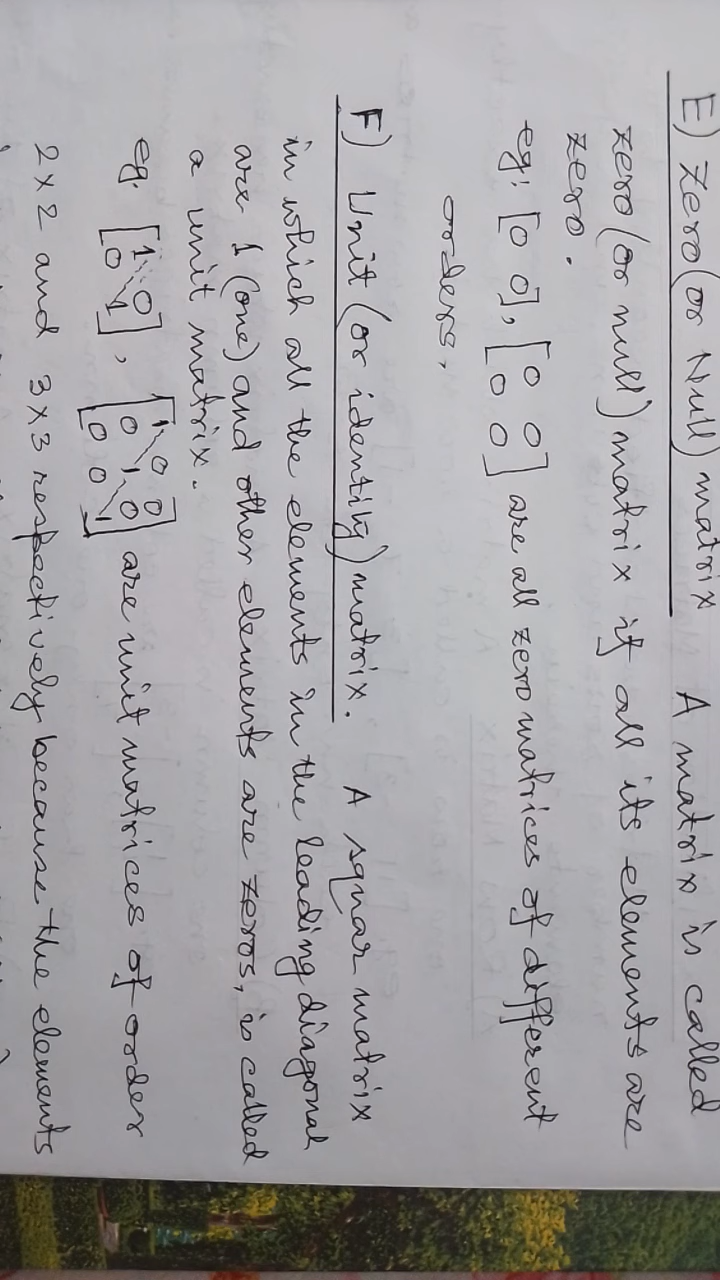 E) Zero (or Null) matrix A matrix is called
zero (or null) matrix if all its elements are
zero.
eg: [0 0], [0 0
0 0] are all zero matrices of different
orders.
F) Unit (or identity) matrix. A squar matrix
in which all the elements in the leading diagonal
are 1 (one) and other elements are zeros, is called
a unit matrix.
eg. [1 0
0 1], [1 0 0
0 1 0
0 0 1] are unit matrices of order
2×2 and 3×3 respectively because the elements